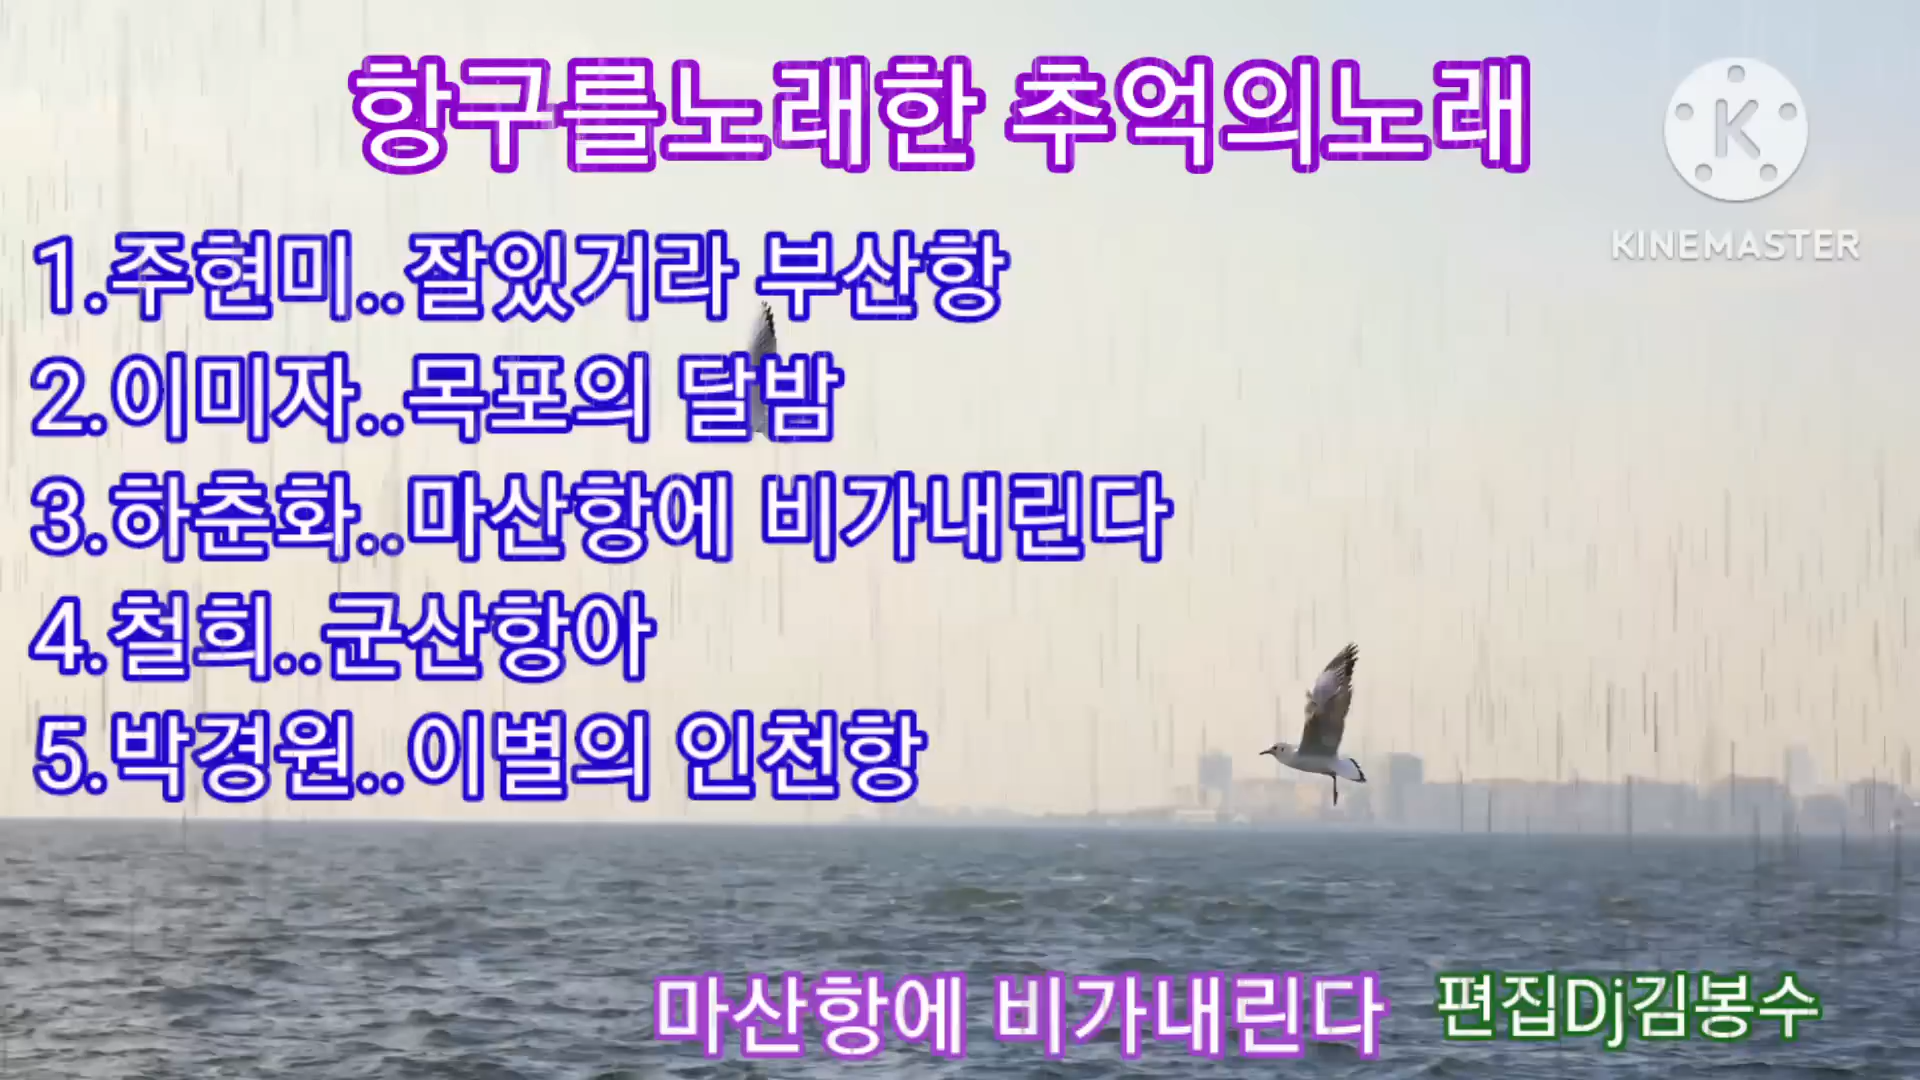 항구를노래한 추억의노래
K
KINEMASTER
1.주현미..잘있거라 부산항
2.이미자..목포의 달밤
3.하춘화..마산항에 비가내린다
4.철희..군산항아
5.박경원..이별의 인천항
마산항에 비가내린다
편집Dj김봉수